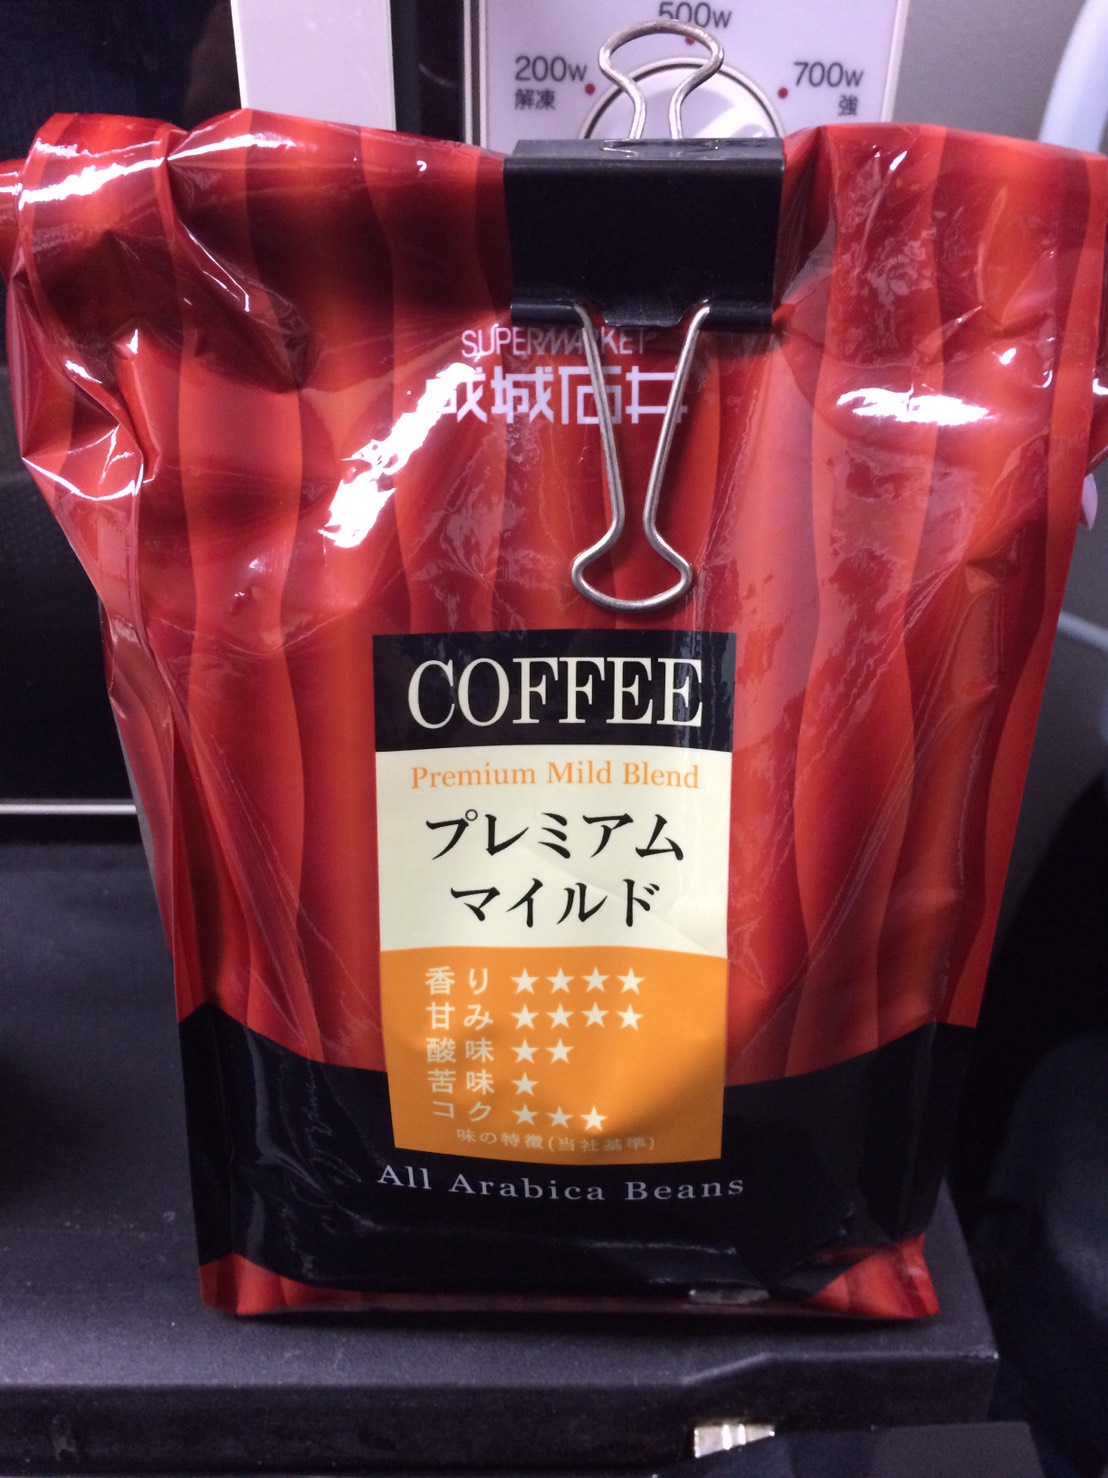 500W
200W
700W
解凍
強
SUPERMARKET
成城石井
COFFEE
Premium Mild Blend
プレミアム
マイルド
香り ★★★★
甘み ★★★★
酸味 ★★
苦味 ★
コク ★★★
味の特徴(当社基準)
All Arabica Beans